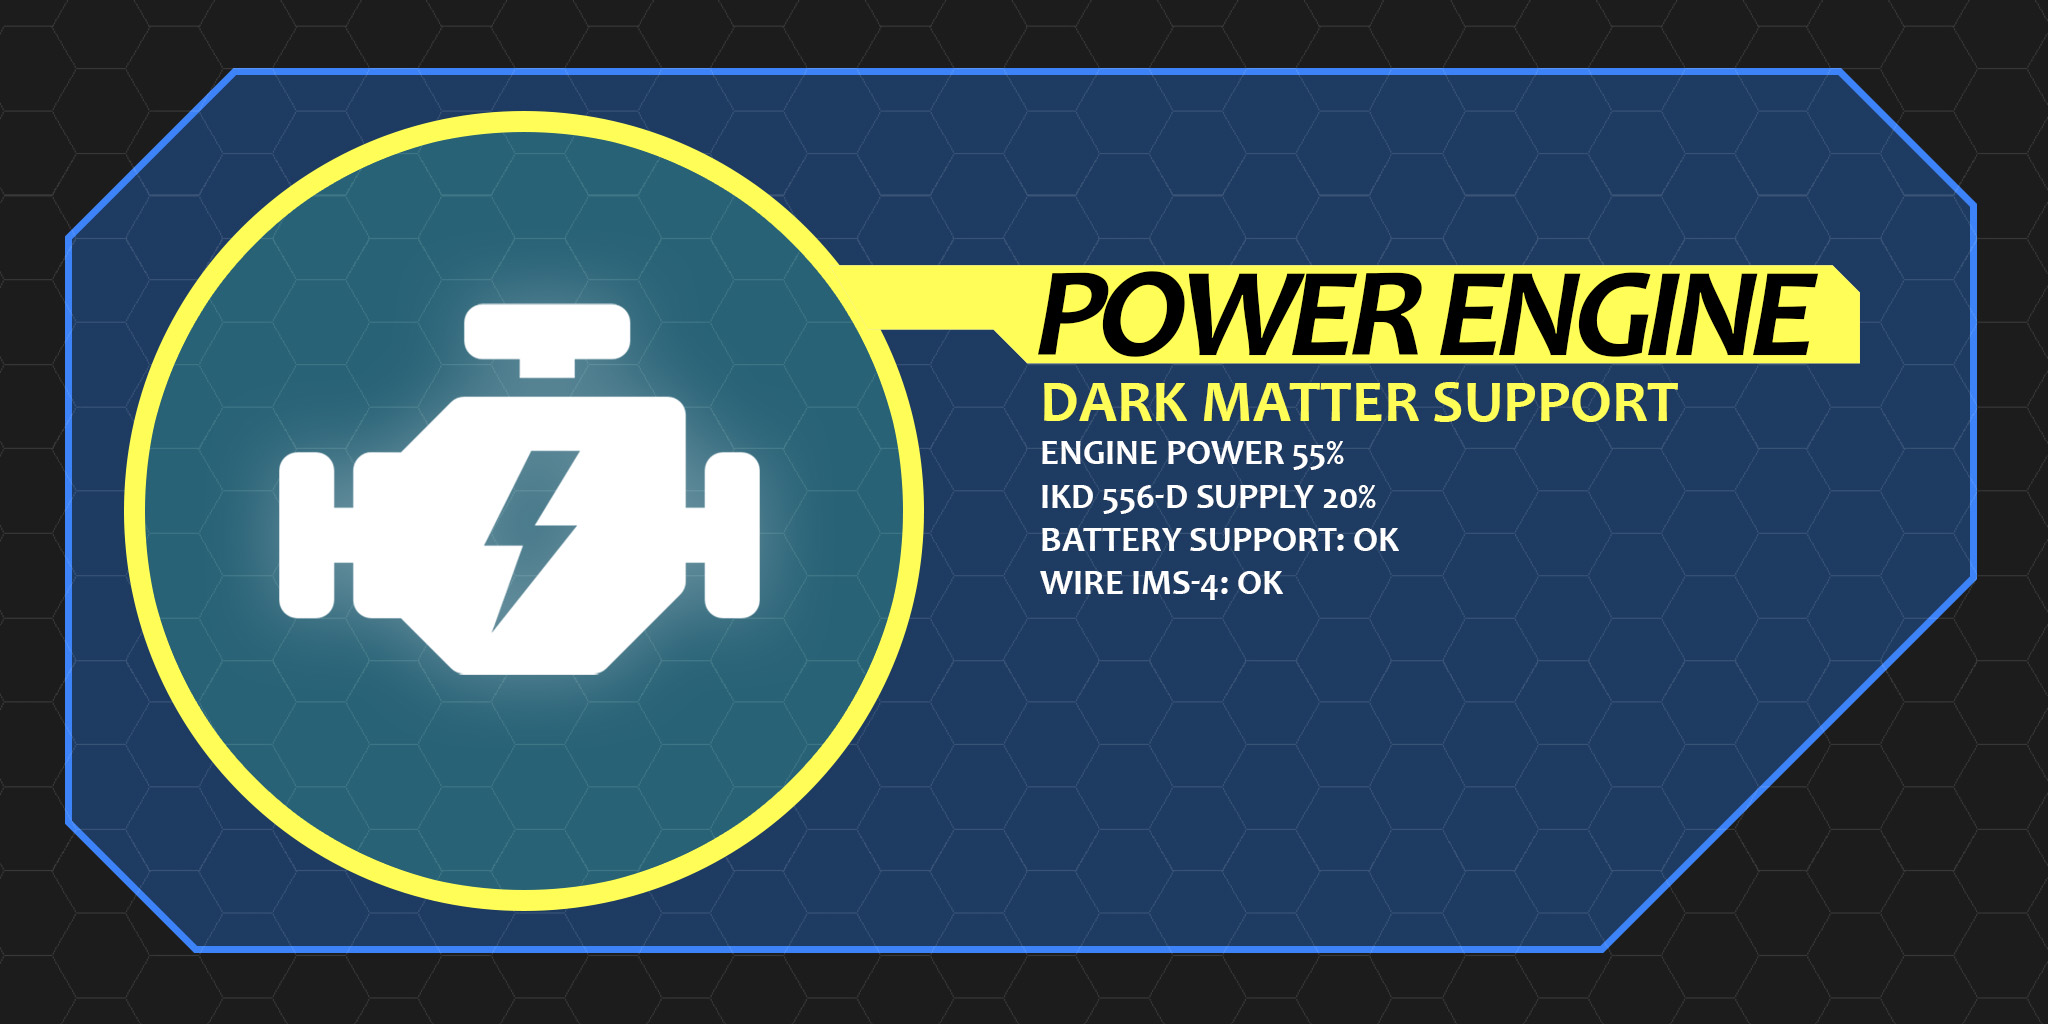 POWER ENGINE
DARK MATTER SUPPORT
ENGINE POWER 55%
IKD 556-D SUPPLY 20%
BATTERY SUPPORT: OK
WIRE IMS-4: OK